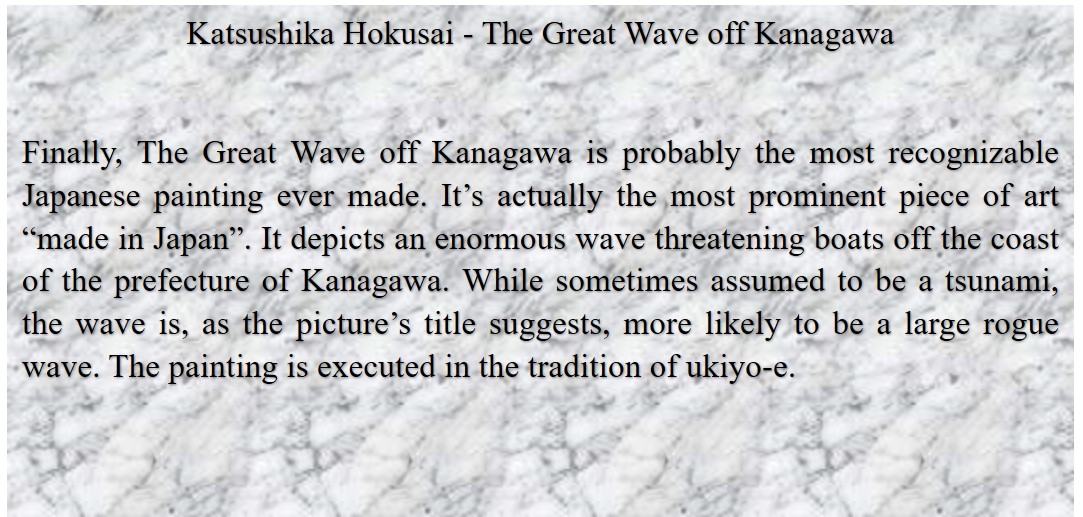 Katsushika Hokusai - The Great Wave off Kanagawa
Finally, The Great Wave off Kanagawa is probably the most recognizable
Japanese painting ever made. It’s actually the most prominent piece of art
“made in Japan”. It depicts an enormous wave threatening boats off the coast
of the prefecture of Kanagawa. While sometimes assumed to be a tsunami,
the wave is, as the picture’s title suggests, more likely to be a large rogue
wave. The painting is executed in the tradition of ukiyo-e.